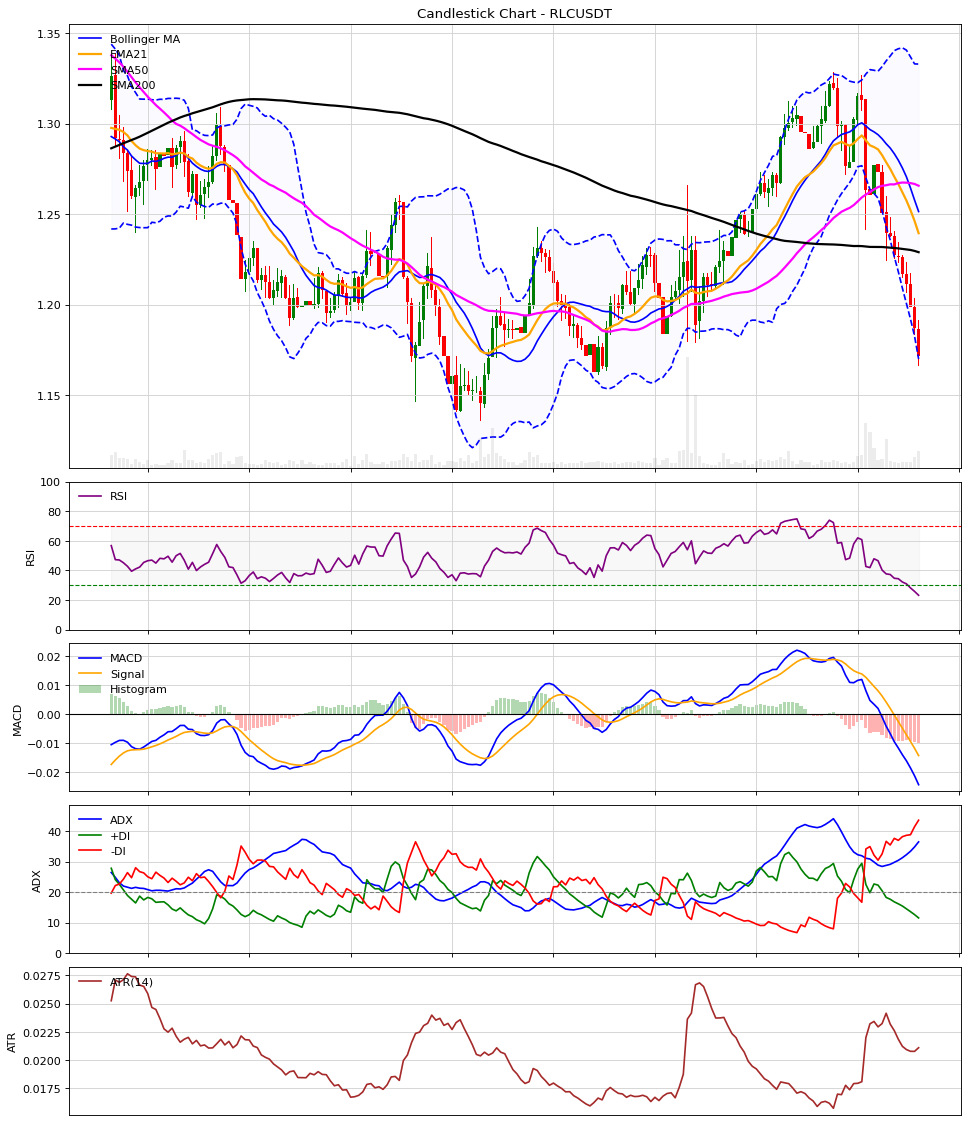 Candlestick Chart - RLCUSDT
1.35
1.30
1.25
1.20
1.15
Bollinger MA
EMA21
SMA50
SMA200
100
80
60
40
20
0
RSI
RSI
0.02
0.01
0.00
−0.01
−0.02
MACD
MACD
Signal
Histogram
40
30
20
10
0
ADX
ADX
+DI
-DI
0.0275
0.0250
0.0225
0.0200
0.0175
ATR
ATR(14)